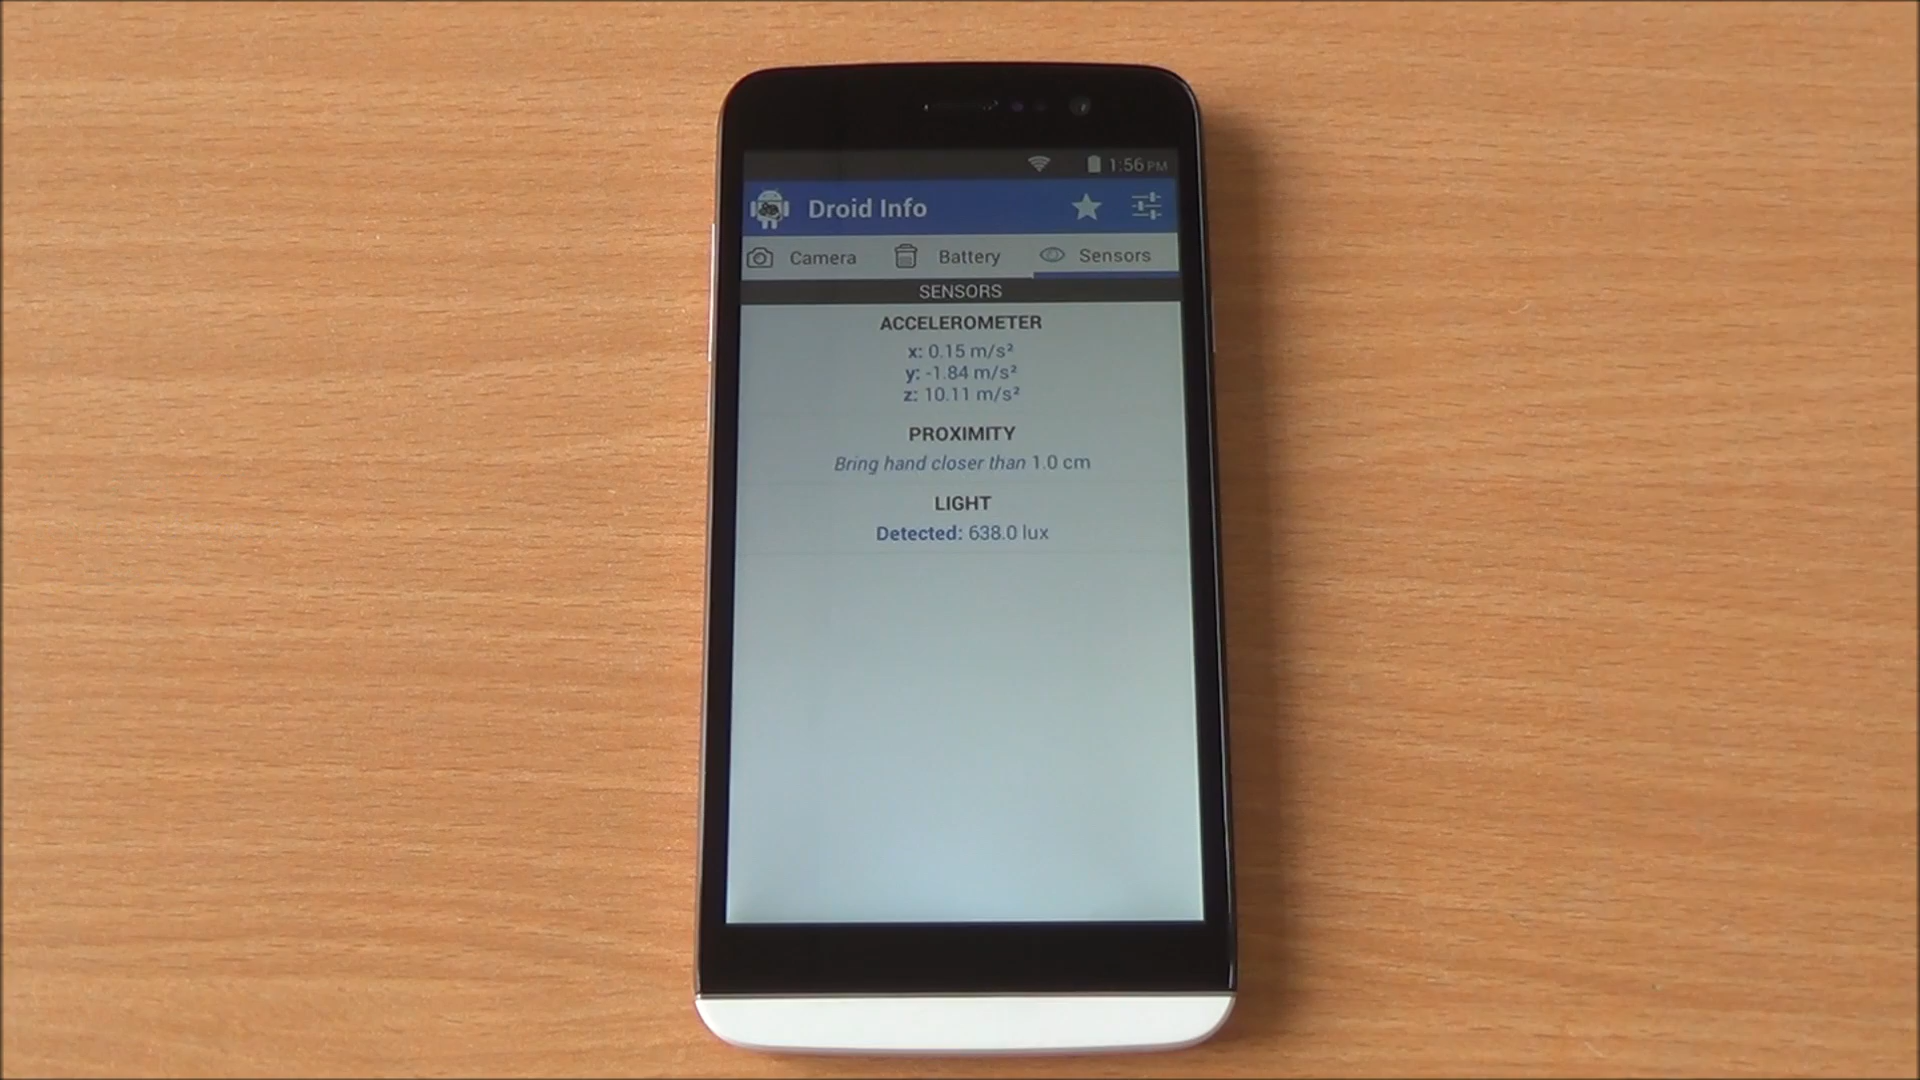 1:56 PM
Droid Info
Camera Battery Sensors
SENSORS
ACCELEROMETER
x: 0.15 m/s²
y: -1.84 m/s²
z: 10.11 m/s²
PROXIMITY
Bring hand closer than 1.0 cm
LIGHT
Detected: 638.0 lux